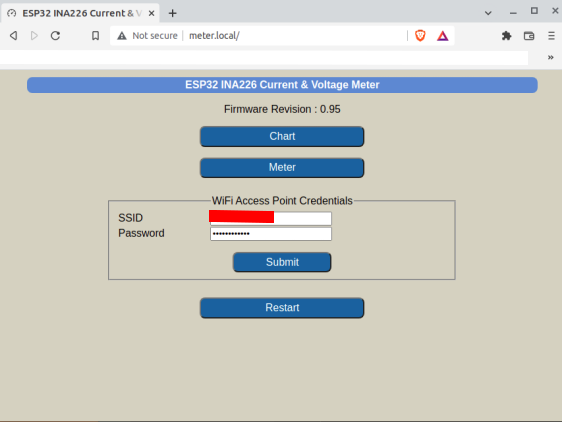 ESP32 INA226 Current & V
Not secure
meter.local/
»
ESP32 INA226 Current & Voltage Meter
Firmware Revision : 0.95
Chart
Meter
WiFi Access Point Credentials
SSID
Password ••••••••••••
Submit
Restart